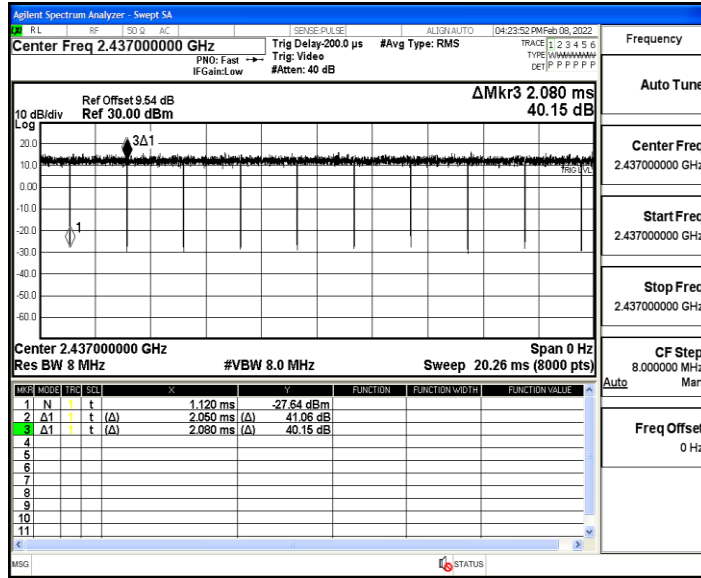 Agilent Spectrum Analyzer - Swept SA
LXI RL RF 50 Ω AC SENSE:PULSE ALIGNAUTO 04:23:52 PMFeb 08, 2022
Center Freq 2.437000000 GHz
PNO: Fast
IFGain:Low
Trig Delay-200.0 µs
Trig: Video
#Atten: 40 dB
#Avg Type: RMS
TRACE 1 2 3 4 5 6
TYPE WWWWWW
DET P P P P P P
ΔMkr3 2.080 ms
40.15 dB
Ref Offset 9.54 dB
10 dB/div Ref 30.00 dBm
Log
20.0
10.0
0.00
-10.0
-20.0
-30.0
-40.0
-50.0
-60.0
3Δ1
1
TRIG LVL
Center 2.437000000 GHz Span 0 Hz
Res BW 8 MHz #VBW 8.0 MHz Sweep 20.26 ms (8000 pts)
MKR MODE TRC SCL X Y FUNCTION FUNCTION WIDTH FUNCTION VALUE
1 N 1 t 1.120 ms -27.64 dBm
2 Δ1 1 t (Δ) 2.050 ms (Δ) 41.06 dB
3 Δ1 1 t (Δ) 2.080 ms (Δ) 40.15 dB
4
5
6
7
8
9
10
11
MSG STATUS
Frequency
Auto Tune
Center Freq
2.437000000 GHz
Start Freq
2.437000000 GHz
Stop Freq
2.437000000 GHz
CF Step
8.000000 MHz
Auto Man
Freq Offset
0 Hz